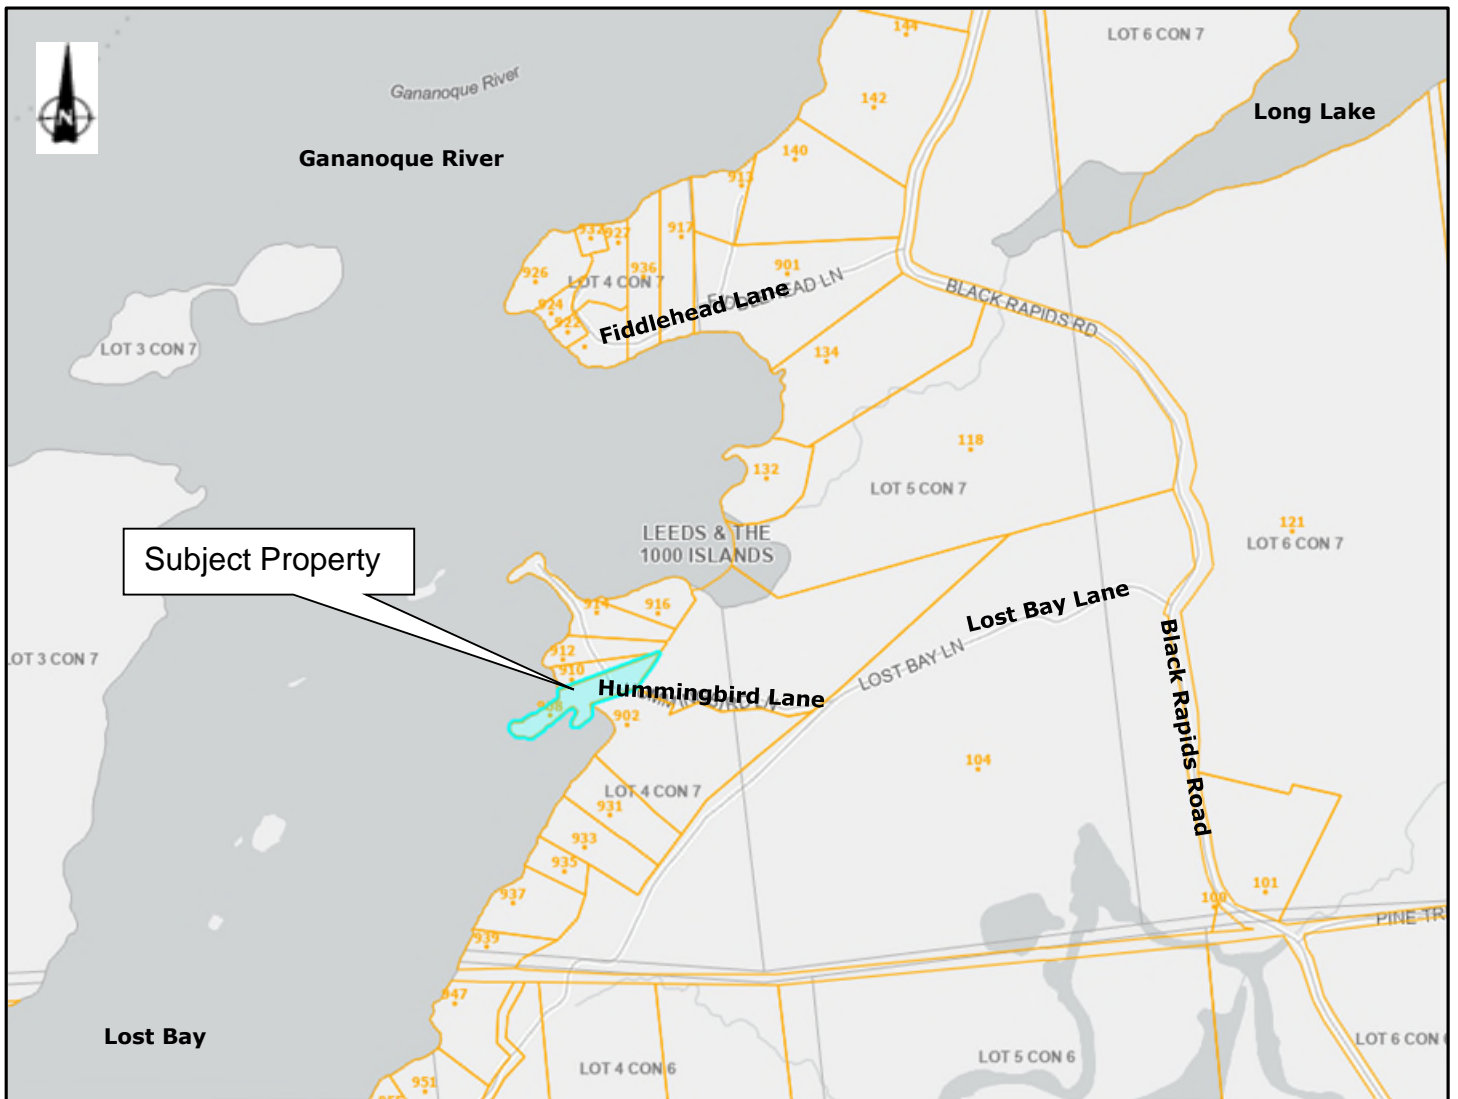 144
LOT 6 CON 7
Gananoque River
142
Long Lake
N
Gananoque River
140
913
932
927
917
926
LOT 4 CON 7
936
901
924
922
Fiddlehead Lane
HEAD LN
BLACK RAPIDS RD
LOT 3 CON 7
134
118
132
LOT 5 CON 7
121
LOT 6 CON 7
LEEDS & THE
1000 ISLANDS
Subject Property
914
916
Lost Bay Lane
912
LOT 3 CON 7
910
LOST BAY LN
Hummingbird Lane
908
902
Black Rapids Road
104
LOT 4 CON 7
931
933
935
937
101
100
PINE TR
939
947
Lost Bay
LOT 4 CON 6
LOT 5 CON 6
LOT 6 CON
951